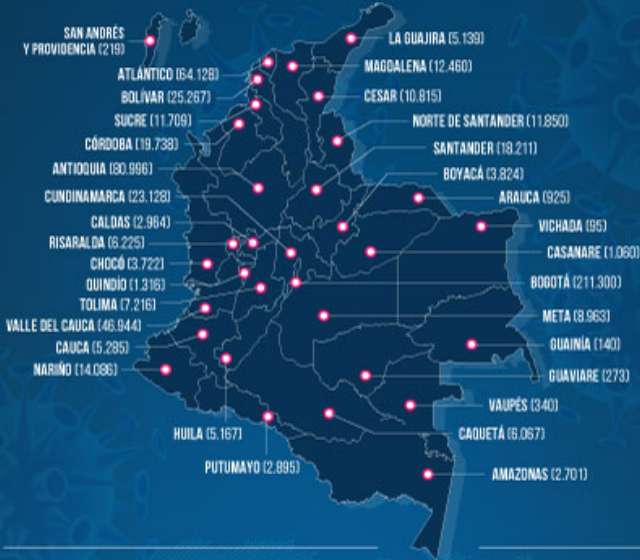 SAN ANDRÉS
Y PROVIDENCIA (219)
ATLÁNTICO (64.128)
BOLÍVAR (25.267)
SUCRE (11.709)
CÓRDOBA (19.738)
ANTIOQUIA (80.996)
CUNDINAMARCA (23.128)
CALDAS (2.964)
RISARALDA (6.225)
CHOCÓ (3.722)
QUINDÍO (1.316)
TOLIMA (7.216)
VALLE DEL CAUCA (46.944)
CAUCA (5.285)
NARIÑO (14.086)
HUILA (5.167)
PUTUMAYO (2.895)
LA GUAJIRA (5.139)
MAGDALENA (12.460)
CESAR (10.815)
NORTE DE SANTANDER (11.850)
SANTANDER (18.211)
BOYACÁ (3.824)
ARAUCA (925)
VICHADA (95)
CASANARE (1.060)
BOGOTÁ (211.300)
META (8.963)
GUAINÍA (140)
GUAVIARE (273)
VAUPÉS (340)
CAQUETÁ (6.067)
AMAZONAS (2.701)